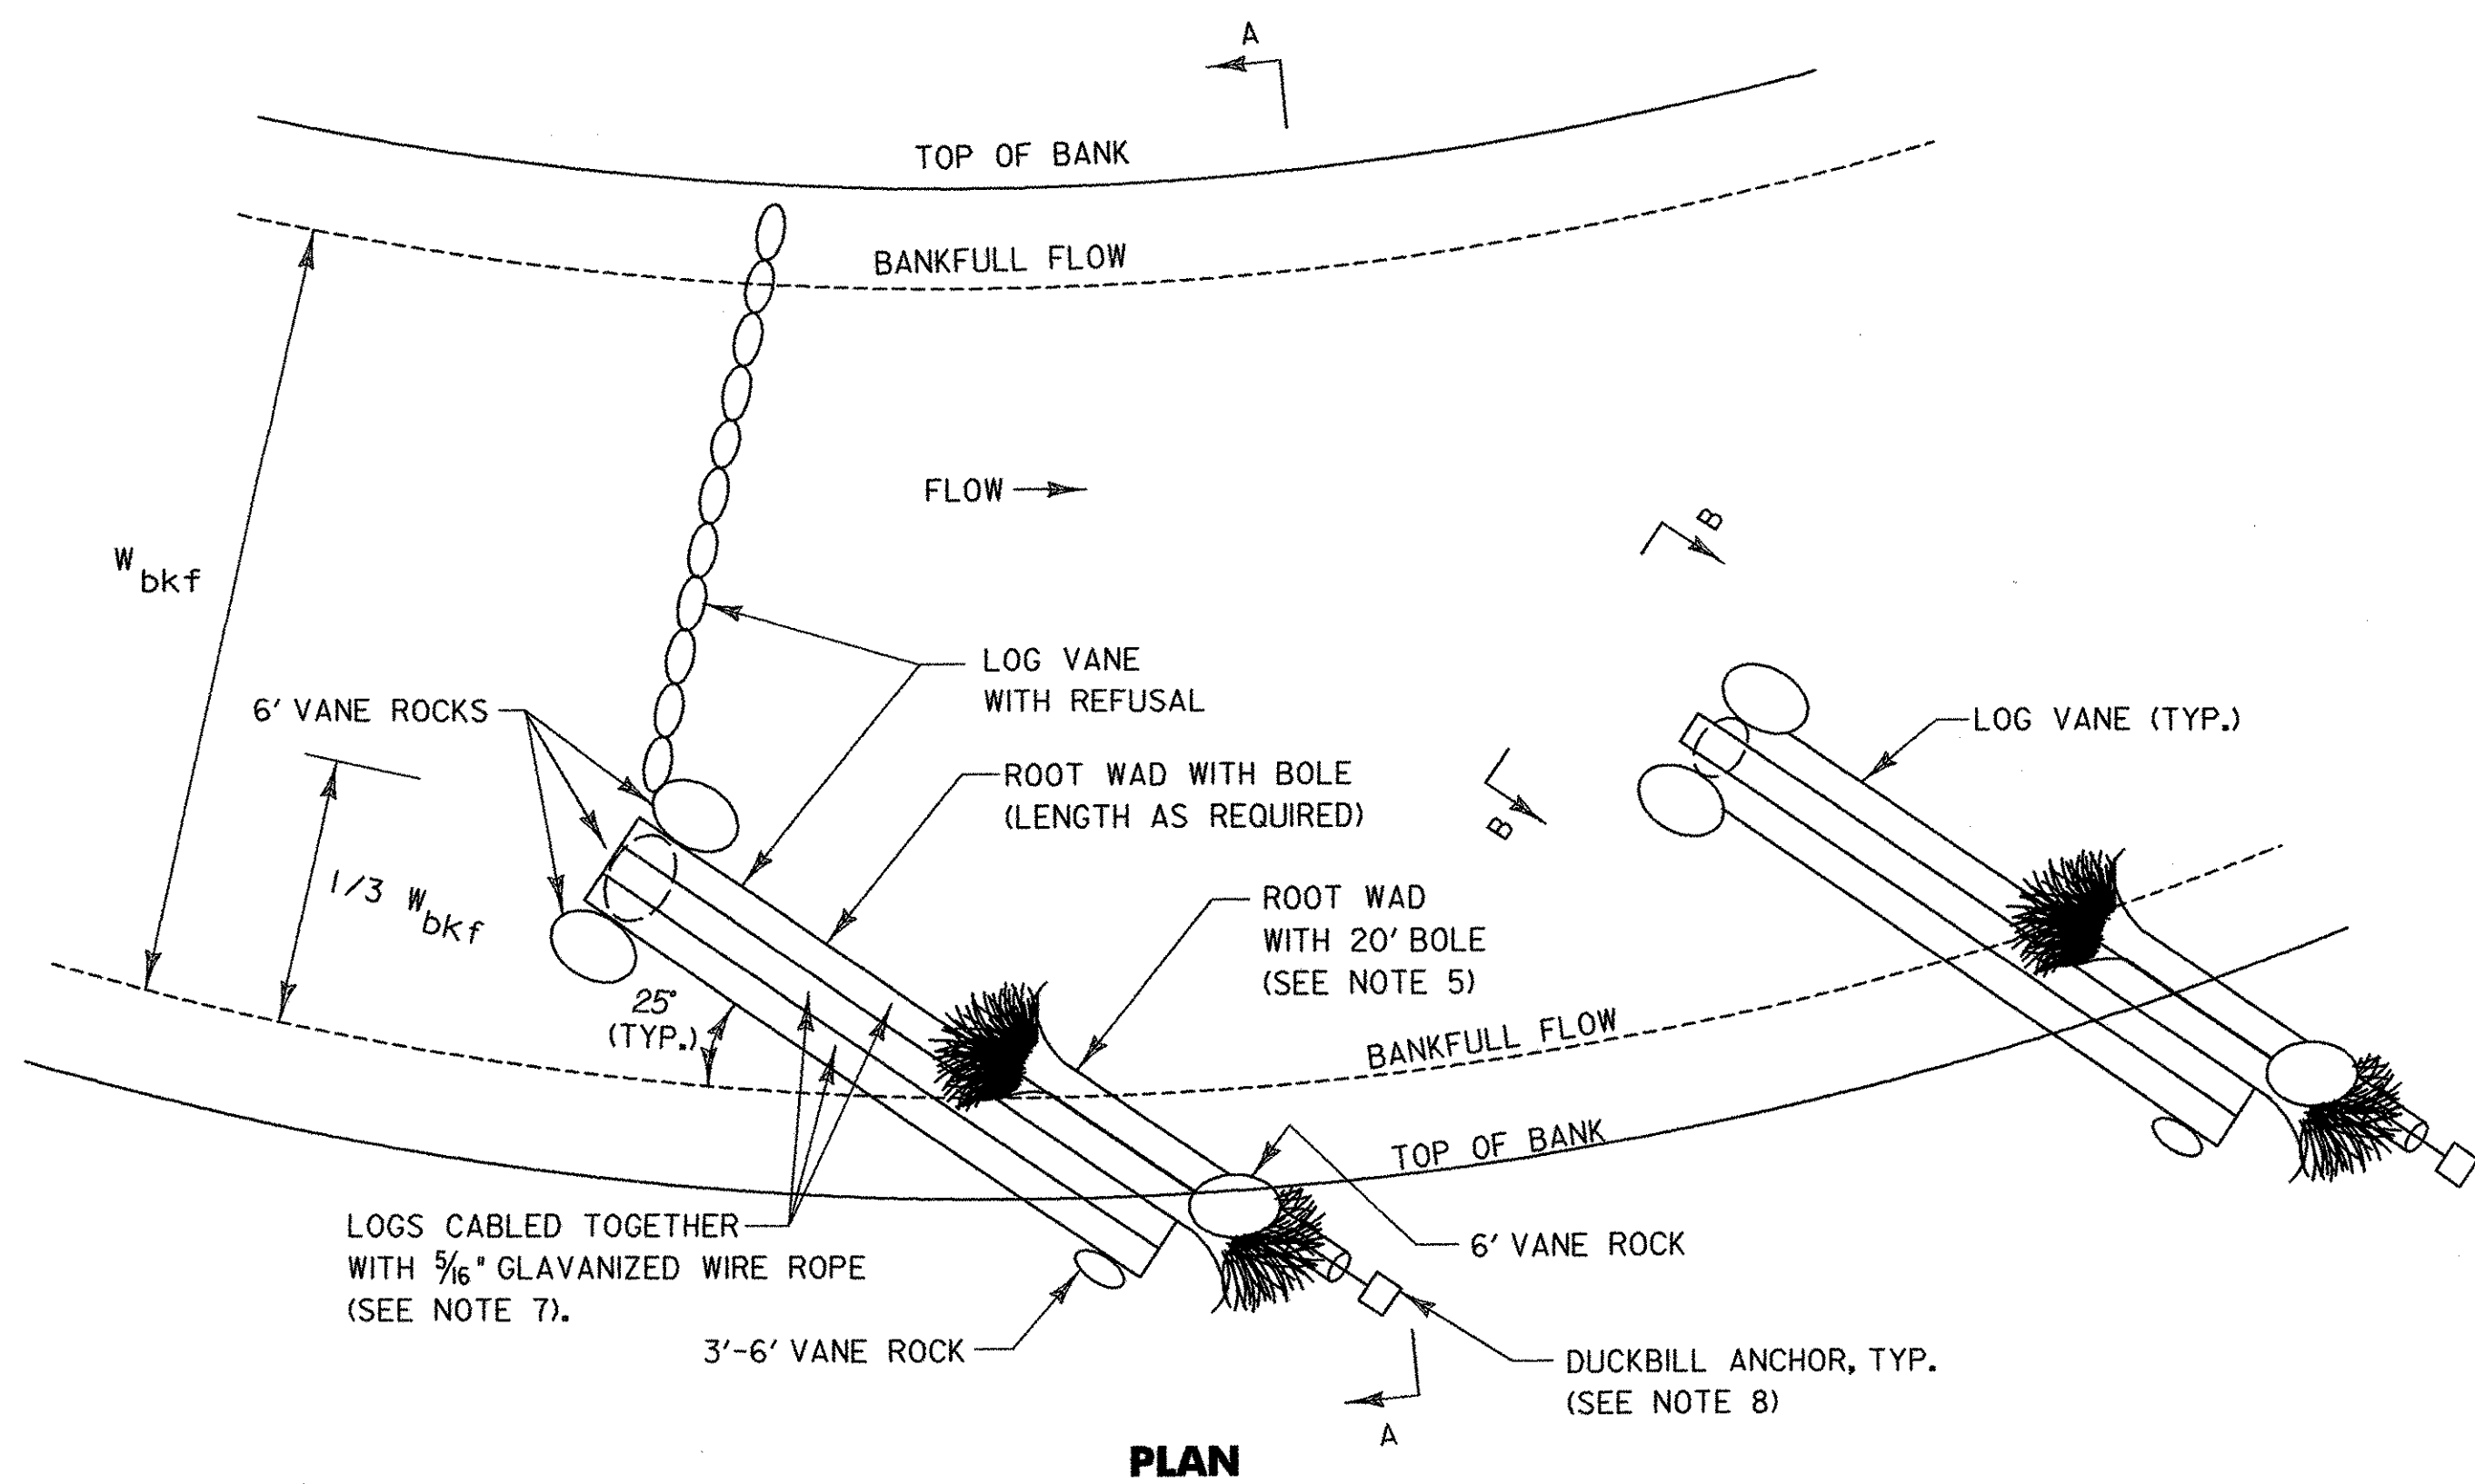 A
TOP OF BANK
BANKFULL FLOW
FLOW
W bkf
B
LOG VANE
WITH REFUSAL
6' VANE ROCKS
LOG VANE (TYP.)
ROOT WAD WITH BOLE
(LENGTH AS REQUIRED)
B
1/3 W bkf
ROOT WAD
WITH 20' BOLE
(SEE NOTE 5)
25°
(TYP.)
BANKFULL FLOW
TOP OF BANK
LOGS CABLED TOGETHER
WITH 5/16" GLAVANIZED WIRE ROPE
(SEE NOTE 7).
6' VANE ROCK
3'-6' VANE ROCK
DUCKBILL ANCHOR, TYP.
(SEE NOTE 8)
A
PLAN